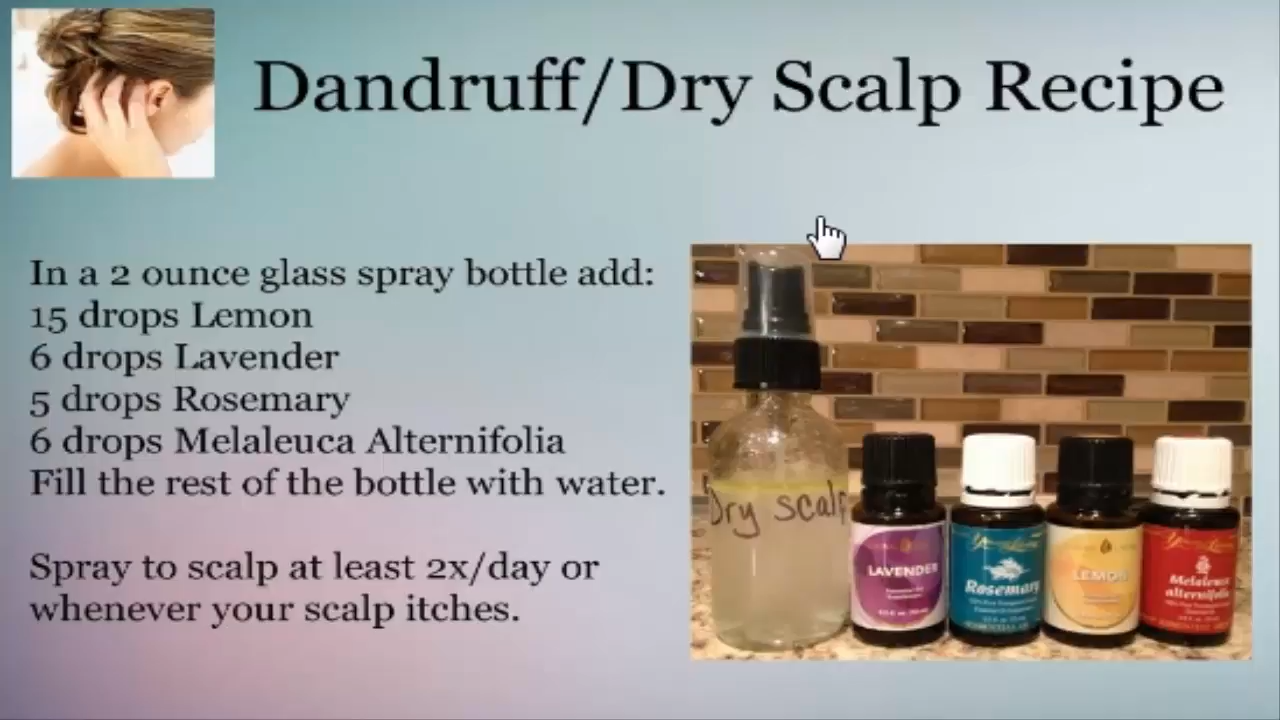 Dandruff/Dry Scalp Recipe
In a 2 ounce glass spray bottle add:
15 drops Lemon
6 drops Lavender
5 drops Rosemary
6 drops Melaleuca Alternifolia
Fill the rest of the bottle with water.
Spray to scalp at least 2x/day or
whenever your scalp itches.
Dry scalp
LAVENDER
Young Living
Rosemary
LEMON
Melaleuca
alternifolia